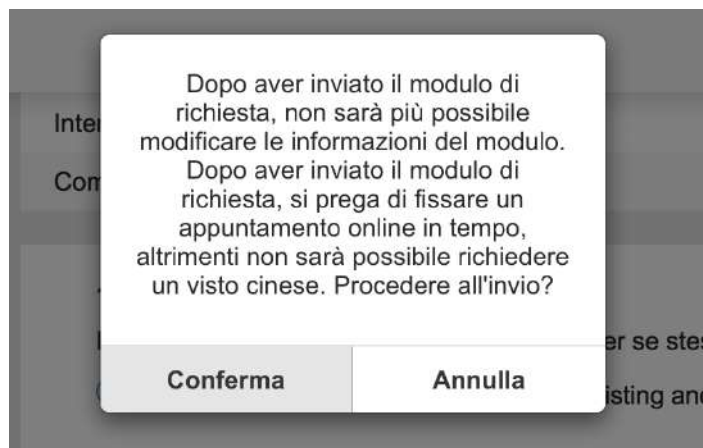 Dopo aver inviato il modulo di
richiesta, non sarà più possibile
modificare le informazioni del modulo.
Dopo aver inviato il modulo di
richiesta, si prega di fissare un
appuntamento online in tempo,
altrimenti non sarà possibile richiedere
un visto cinese. Procedere all'invio?
Conferma Annulla